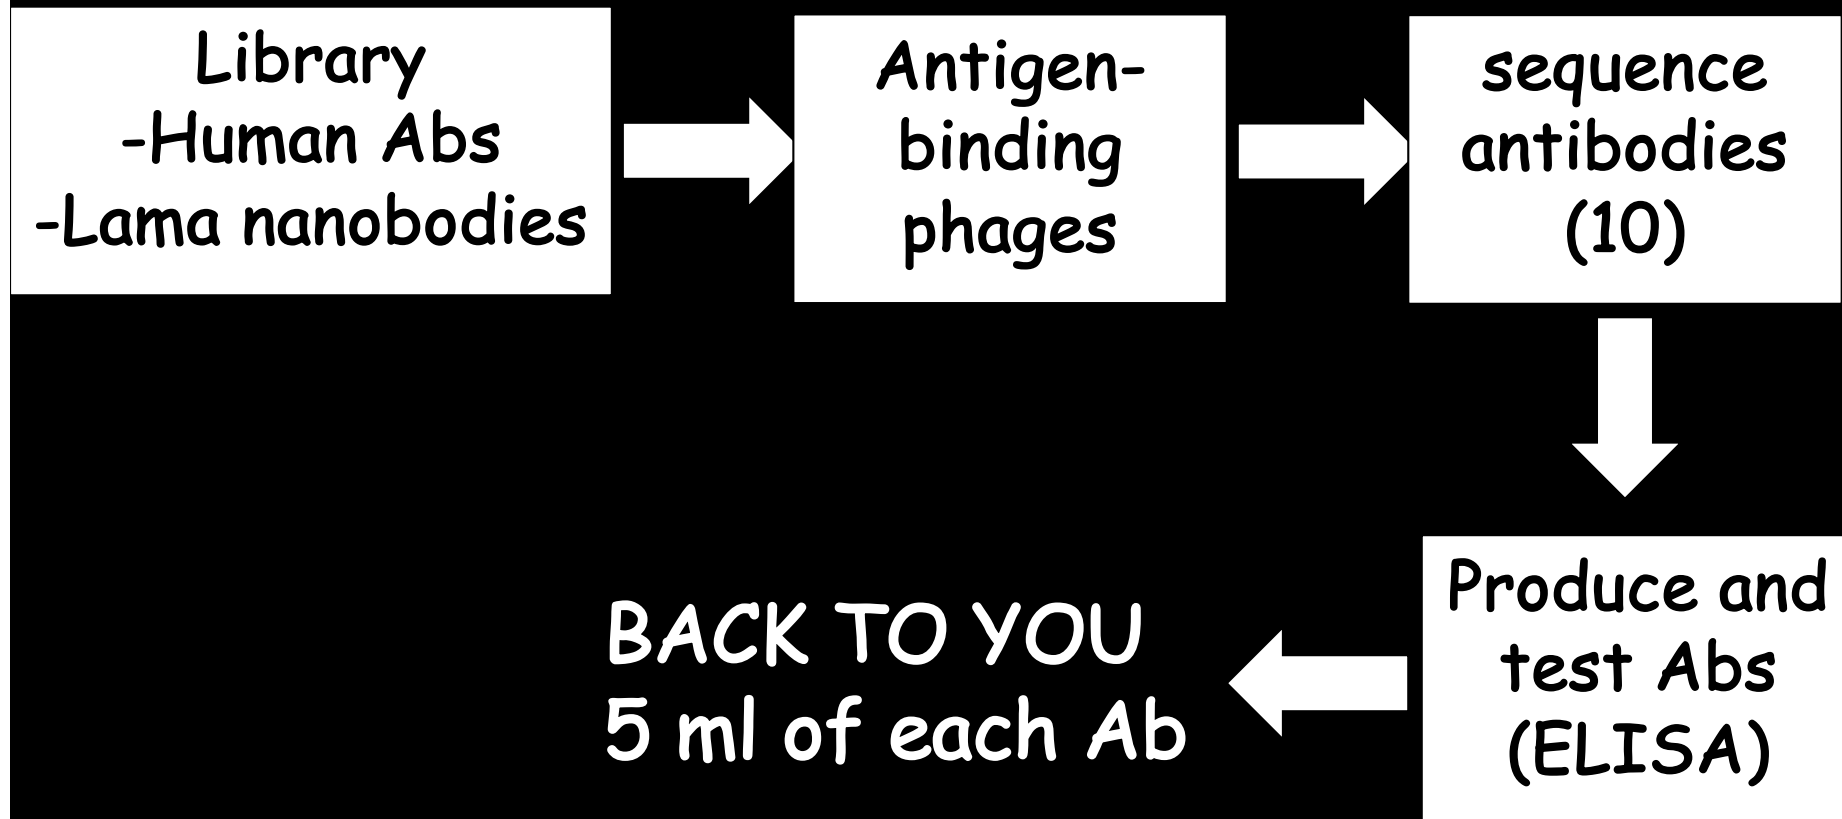 Library
-Human Abs
-Lama nanobodies
Antigen-
binding
phages
sequence
antibodies
(10)
Produce and
test Abs
(ELISA)
BACK TO YOU
5 ml of each Ab